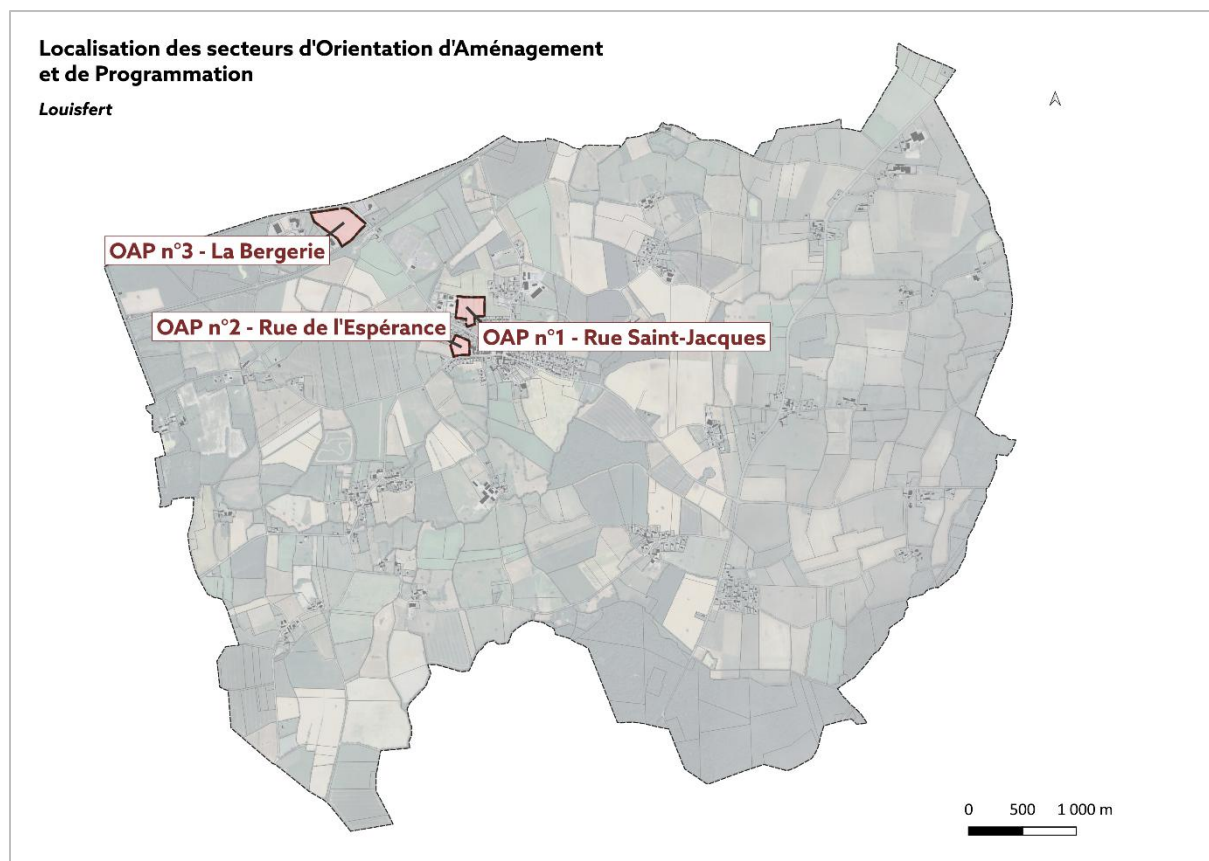 Localisation des secteurs d'Orientation d'Aménagement
et de Programmation
Louisfert
OAP n°3 - La Bergerie
OAP n°2 - Rue de l'Espérance
OAP n°1 - Rue Saint-Jacques
0 500 1 000 m